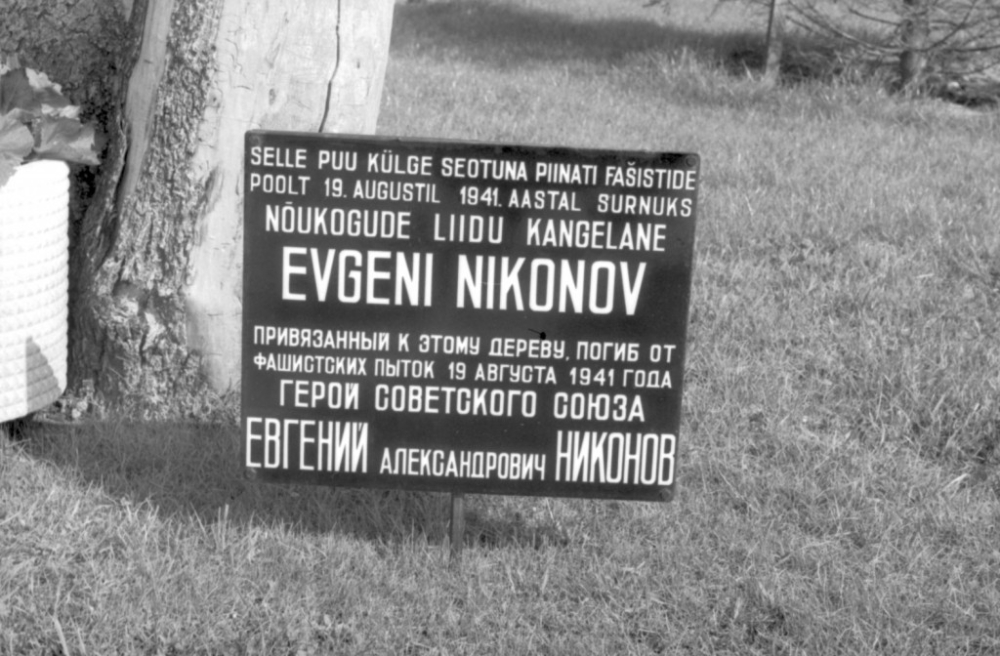 SELLE PUU KÜLGE SEOTUNA PIINATI FAŠISTIDE
POOLT 19. AUGUSTIL 1941. AASTAL SURNUKS
NÕUKOGUDE LIIDU KANGELANE
EVGENI NIKONOV
ПРИВЯЗАННЫЙ К ЭТОМУ ДЕРЕВУ, ПОГИБ ОТ
ФАШИСТСКИХ ПЫТОК 19 АВГУСТА 1941 ГОДА
ГЕРОЙ СОВЕТСКОГО СОЮЗА
ЕВГЕНИЙ АЛЕКСАНДРОВИЧ НИКОНОВ